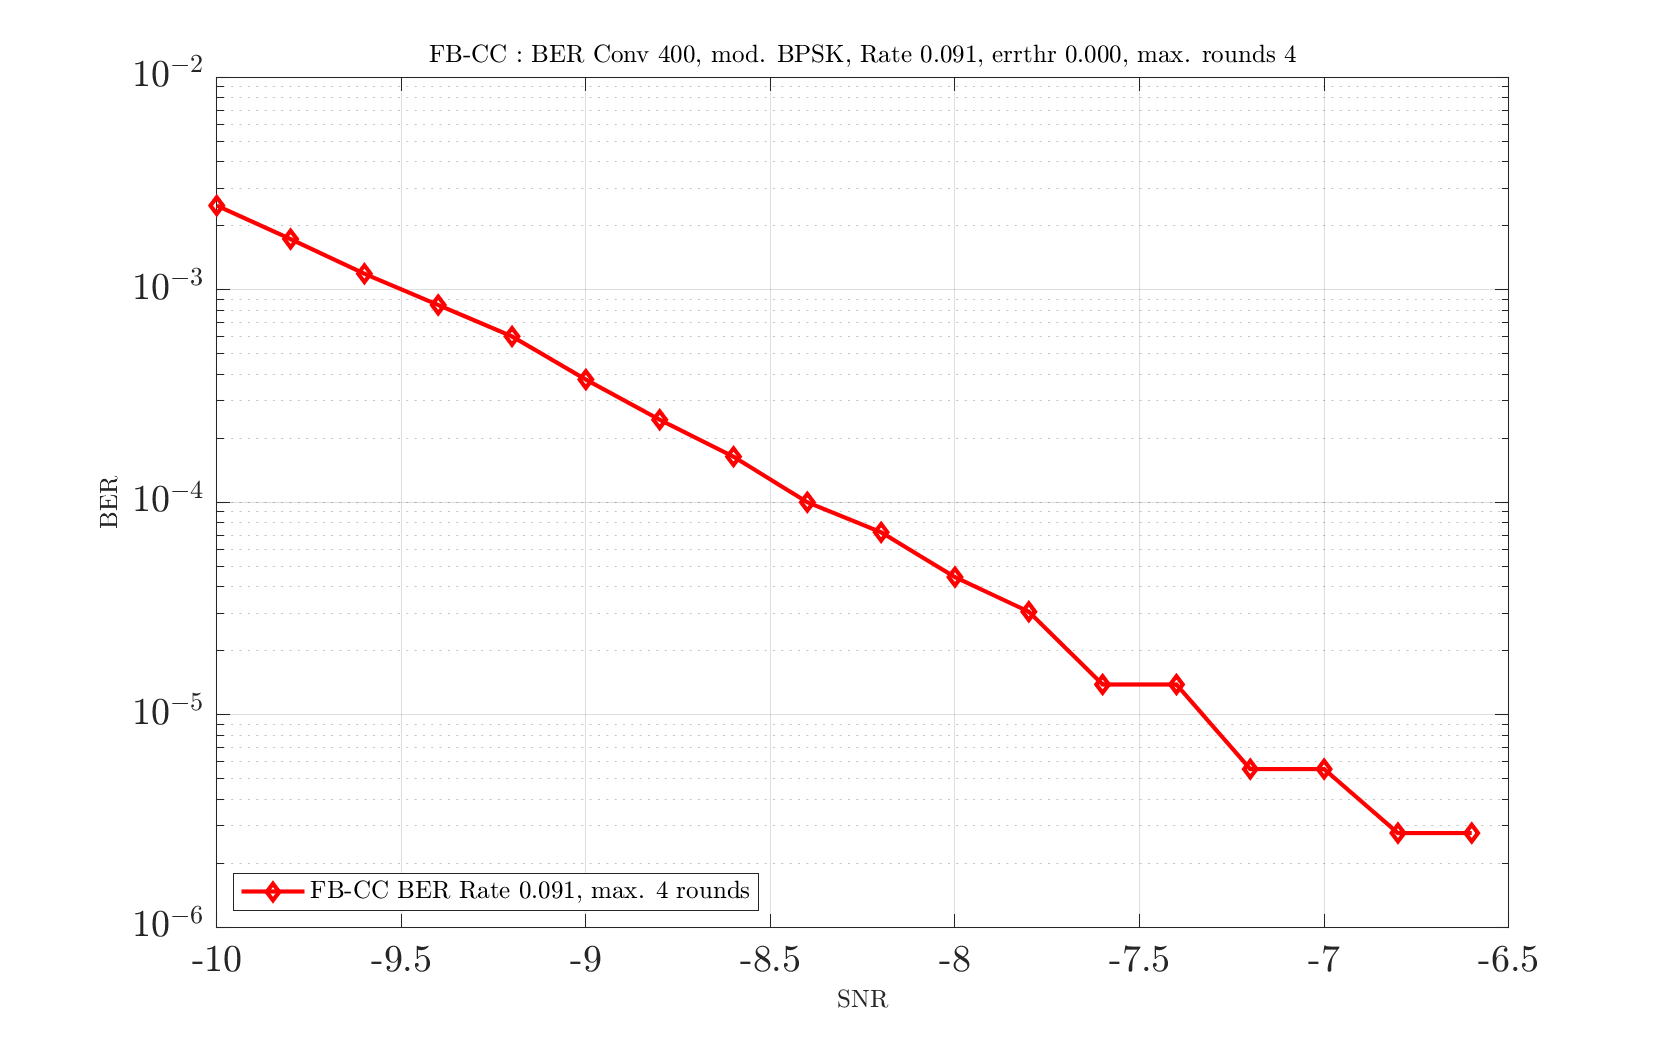 FB-CC : BER Conv 400, mod. BPSK, Rate 0.091, errthr 0.000, max. rounds 4
10^{-2}
10^{-3}
10^{-4}
10^{-5}
10^{-6}
BER
FB-CC BER Rate 0.091, max. 4 rounds
-10 -9.5 -9 -8.5 -8 -7.5 -7 -6.5
SNR